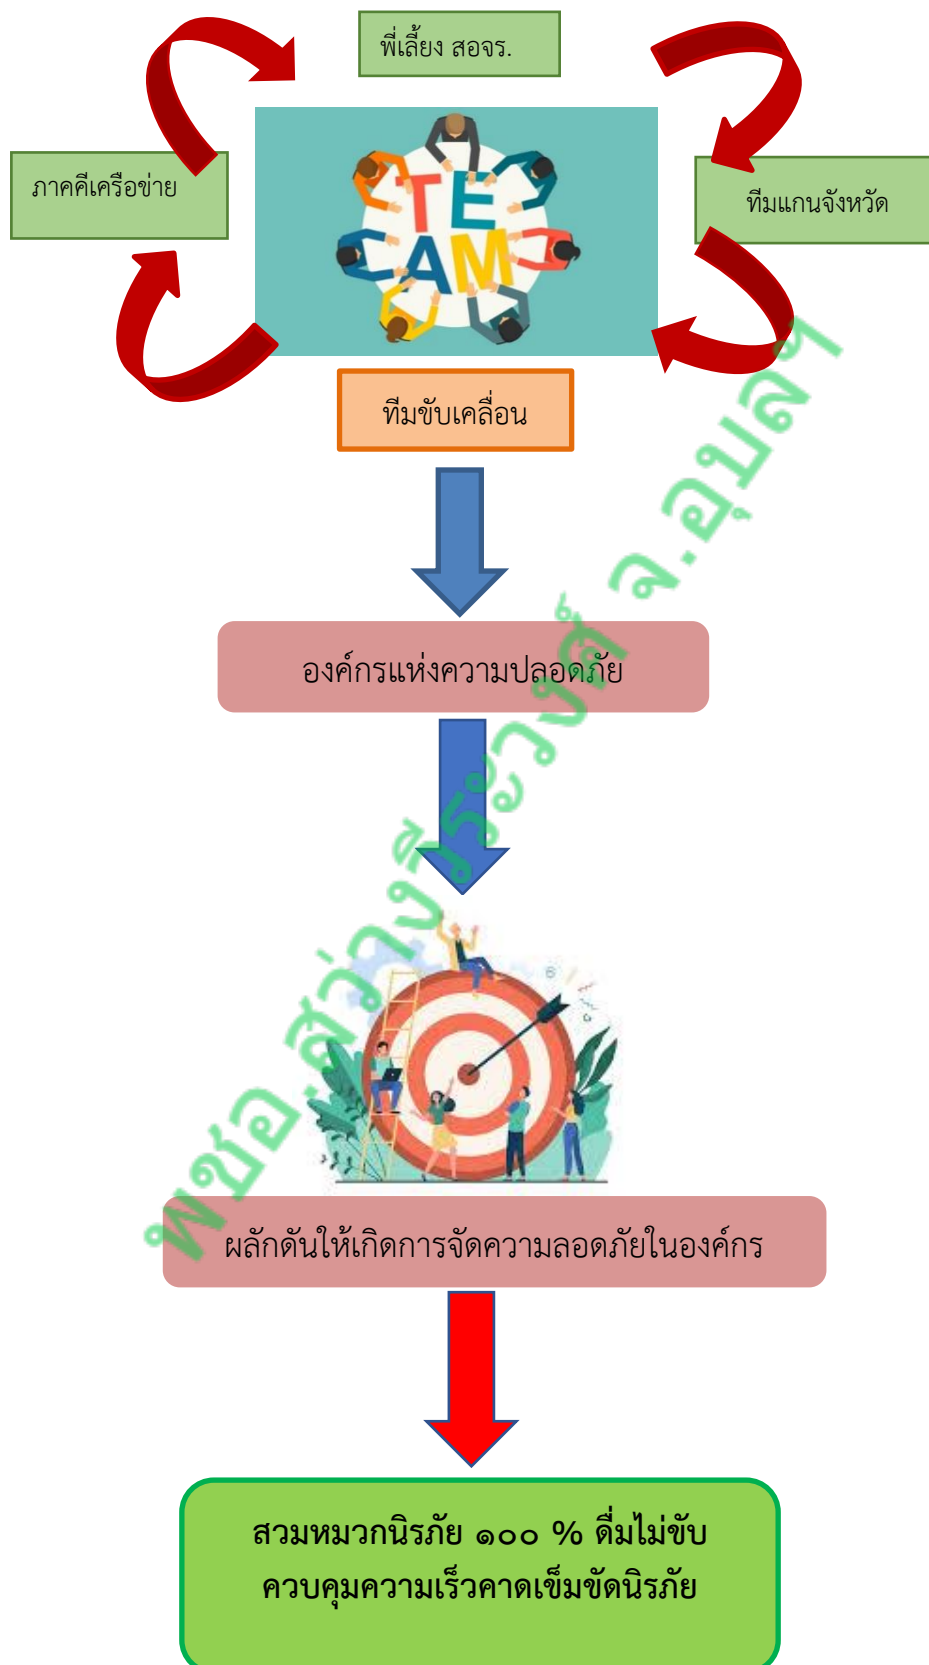 พี่เลี้ยง สอจร.
ภาคคีเครือข่าย
ทีมแกนจังหวัด
TE
AM
ทีมขับเคลื่อน
องค์กรแห่งความปลอดภัย
ผลักดันให้เกิดการจัดความลอดภัยในองค์กร
สวมหมวกนิรภัย ๑๐๐ % ดื่มไม่ขับ
ควบคุมความเร็วคาดเข็มขัดนิรภัย
พชอ.สว่างวีระวงศ์ จ.อุบลฯ